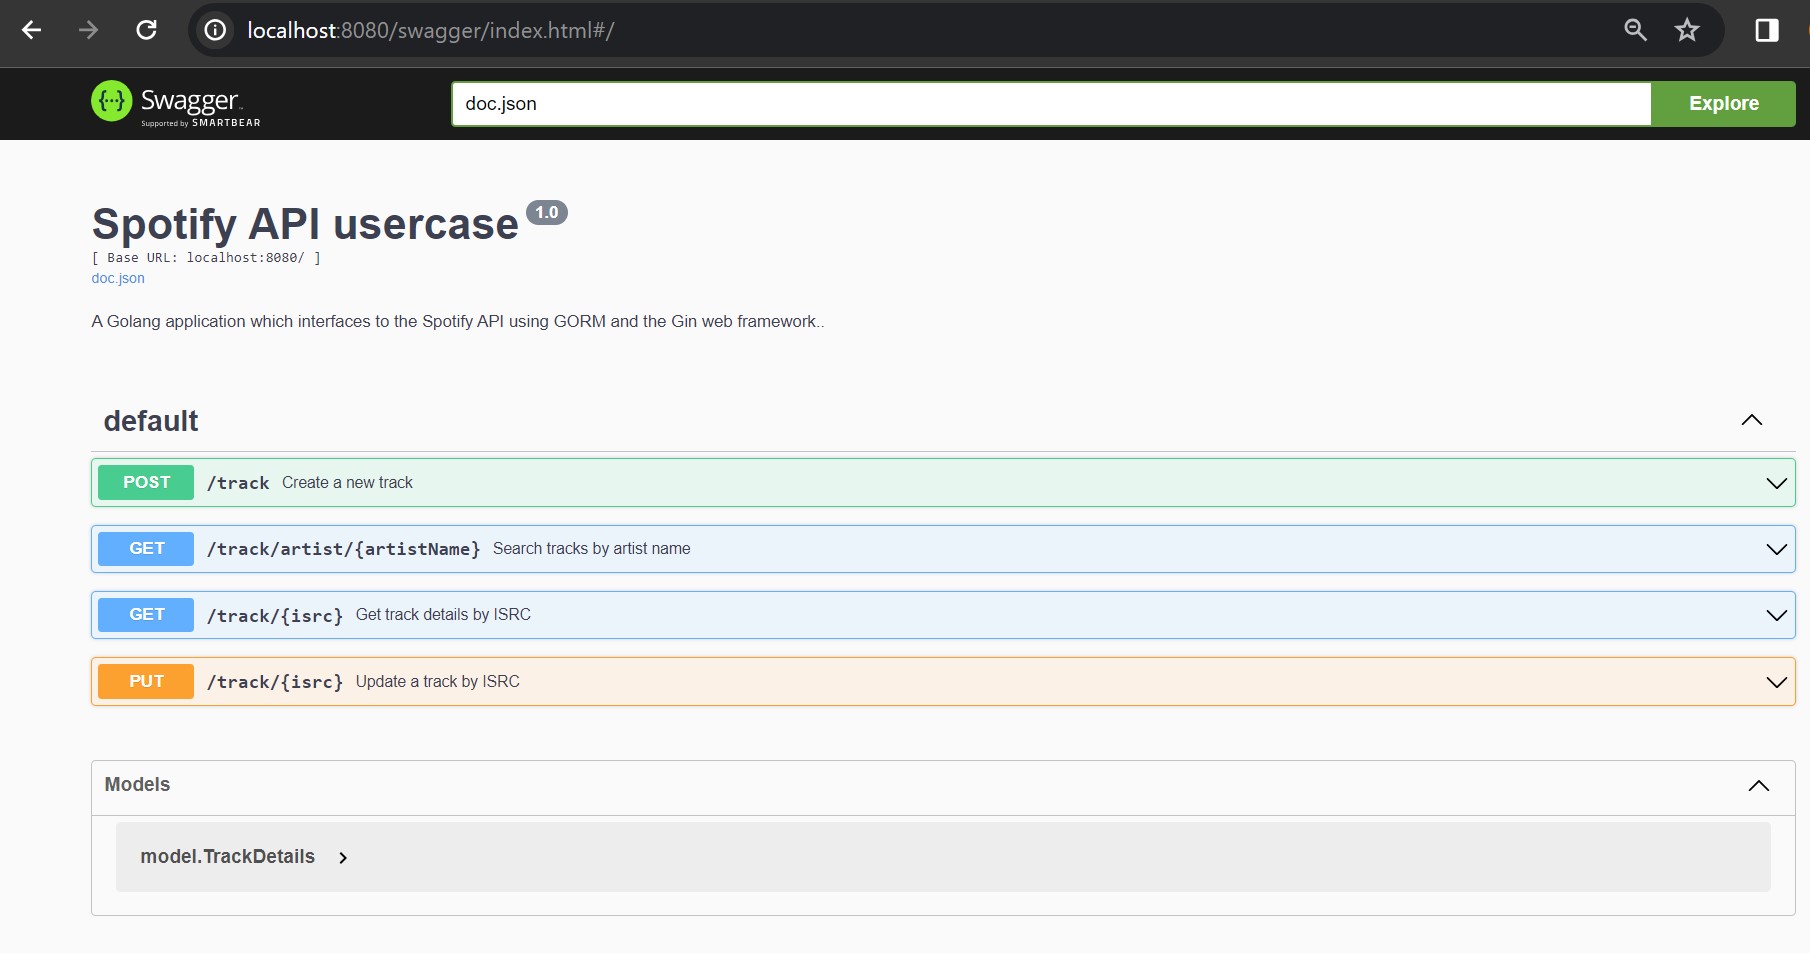 localhost:8080/swagger/index.html#/
{···} Swagger™
Supported by SMARTBEAR
doc.json
Explore
Spotify API usercase 1.0
[ Base URL: localhost:8080/ ]
doc.json
A Golang application which interfaces to the Spotify API using GORM and the Gin web framework..
default
POST /track Create a new track
GET /track/artist/{artistName} Search tracks by artist name
GET /track/{isrc} Get track details by ISRC
PUT /track/{isrc} Update a track by ISRC
Models
model.TrackDetails